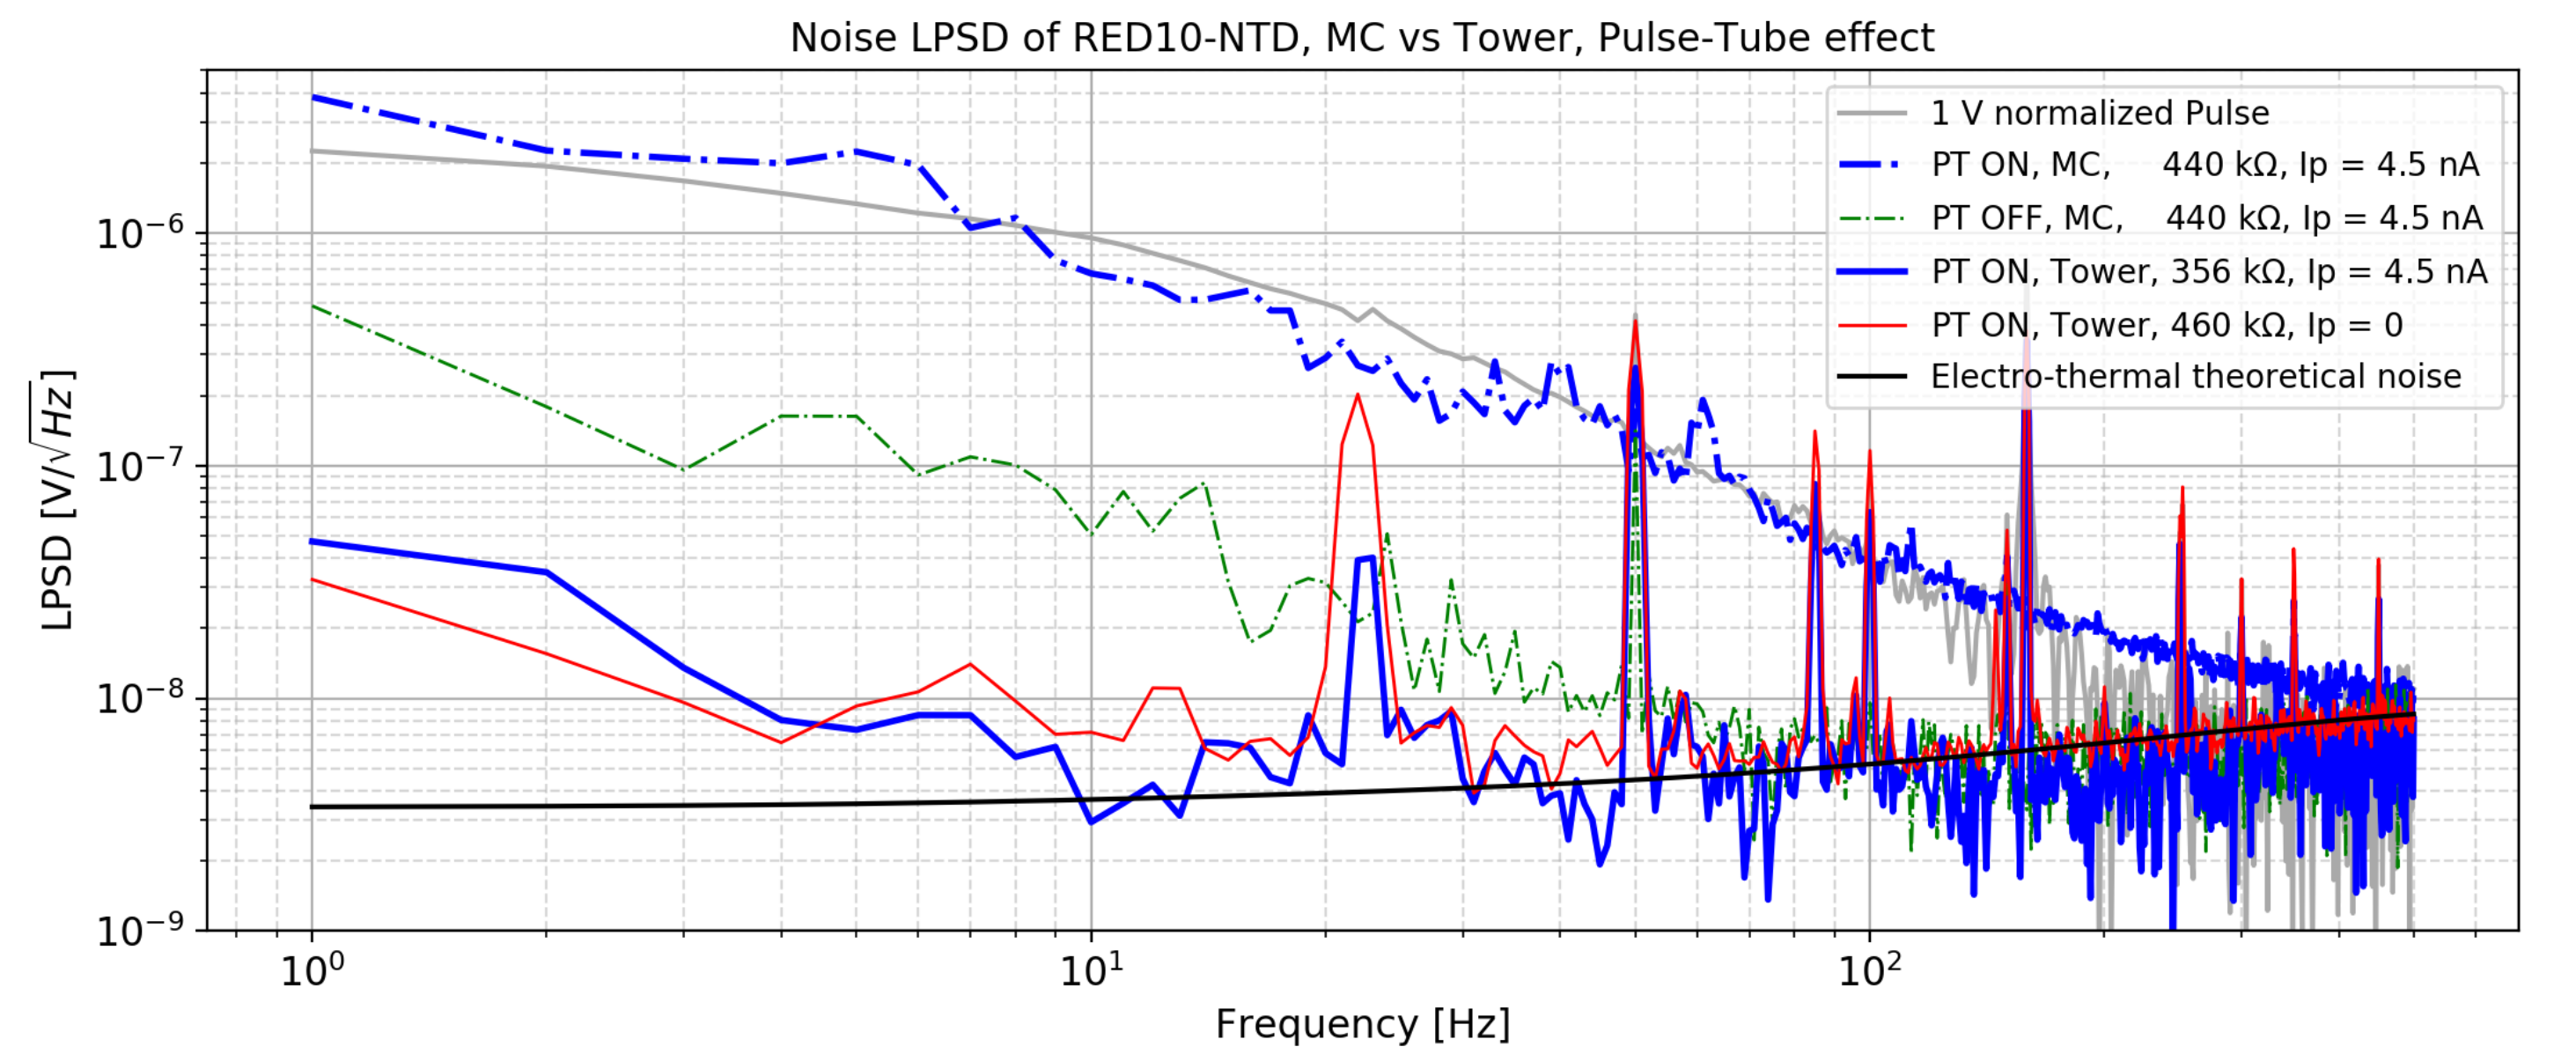 Noise LPSD of RED10-NTD, MC vs Tower, Pulse-Tube effect
1 V normalized Pulse
PT ON, MC, 440 kΩ, Ip = 4.5 nA
PT OFF, MC, 440 kΩ, Ip = 4.5 nA
PT ON, Tower, 356 kΩ, Ip = 4.5 nA
PT ON, Tower, 460 kΩ, Ip = 0
Electro-thermal theoretical noise
LPSD [V/√Hz]
10⁻⁶
10⁻⁷
10⁻⁸
10⁻⁹
10⁰ 10¹ 10²
Frequency [Hz]